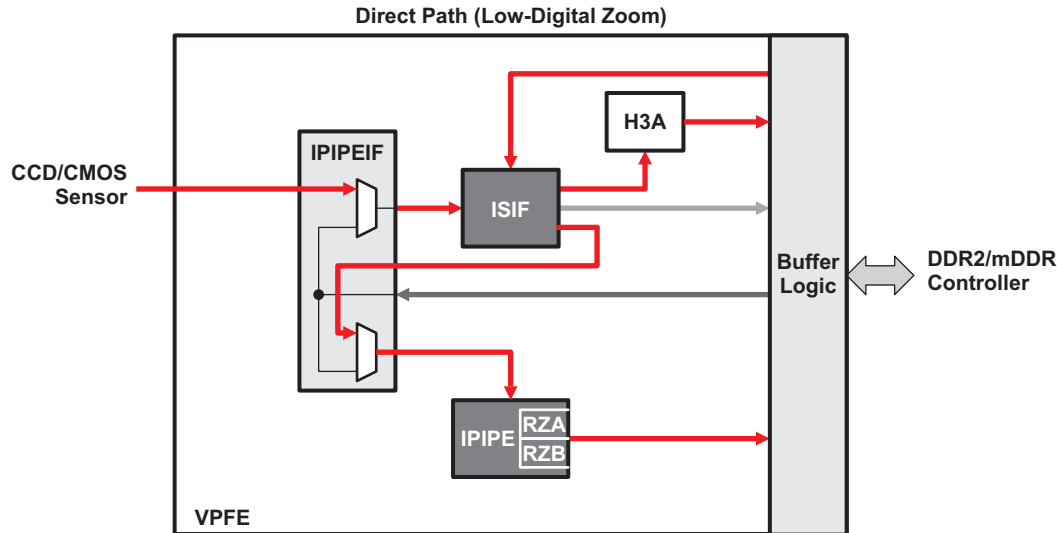 Direct Path (Low-Digital Zoom)
H3A
IPIPEIF
CCD/CMOS
Sensor
ISIF
Buffer
Logic
DDR2/mDDR
Controller
IPIPE
RZA
RZB
VPFE